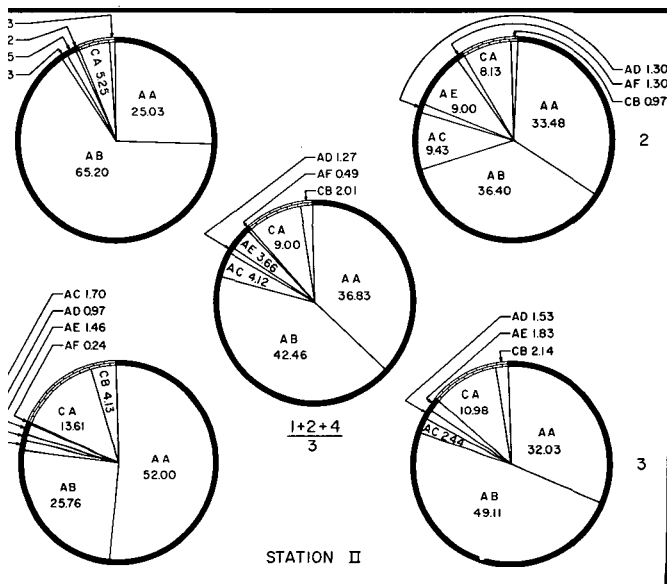 3
2
5
3
CA 5.25
AA
25.03
AB
65.20
CA
8.13
AE
9.00
AC
9.43
AA
33.48
AB
36.40
AD 1.30
AF 1.30
CB 0.97
2
AD 1.27
AF 0.49
CB 2.01
CA
9.00
AE 3.66
AC 4.12
AA
36.83
AB
42.46
1+2+4
3
AC 1.70
AD 0.97
AE 1.46
AF 0.24
CA
13.61
CB 4.13
AA
52.00
AB
25.76
AD 1.53
AE 1.83
CB 2.14
CA
10.98
AC 2.44
AA
32.03
AB
49.11
3
STATION II